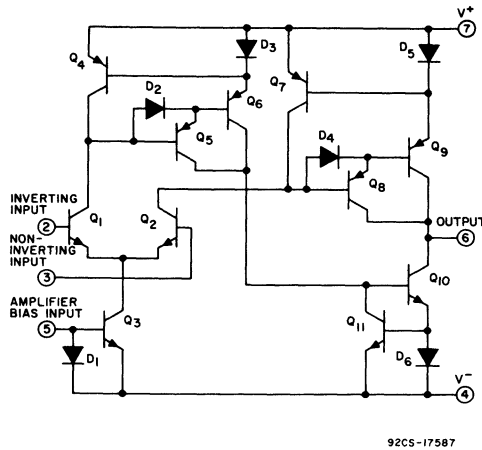 V+
7
Q4
D3
Q7
D5
D2
Q6
Q5
D4
Q9
Q8
INVERTING
INPUT
2
Q1
Q2
OUTPUT
6
NON-
INVERTING
INPUT
3
Q10
AMPLIFIER
BIAS INPUT
5
Q3
Q11
D1
D6
V-
4
92CS-17587